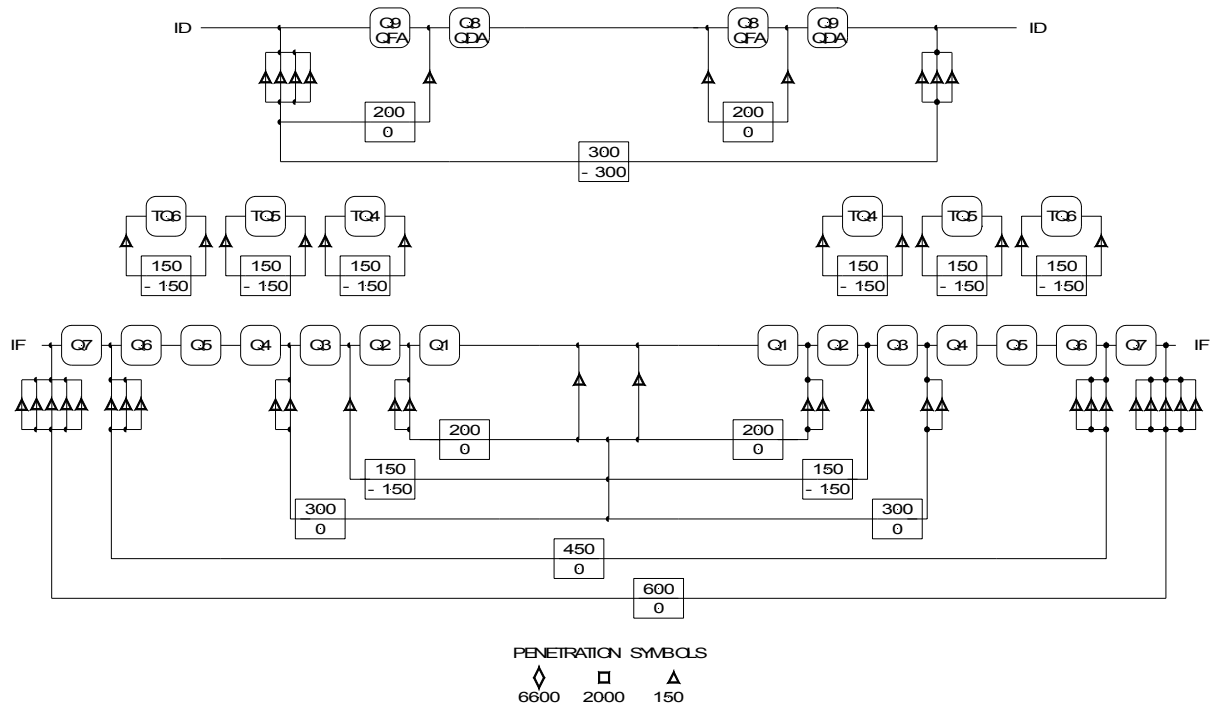 ID Q9 Q8 Q8 Q9 ID
QFA QDA QFA QDA
200 200
0 0
300
- 300
TQ6 TQ5 TQ4 TQ4 TQ5 TQ6
150 150 150 150 150 150
- 150 - 150 - 150 - 150 - 150 - 150
IF Q7 Q6 Q5 Q4 Q3 Q2 Q1 Q1 Q2 Q3 Q4 Q5 Q6 Q7 IF
200 200
0 0
150 150
- 150 - 150
300 300
0 0
450
0
600
0
PENETRATION SYMBOLS
6600 2000 150